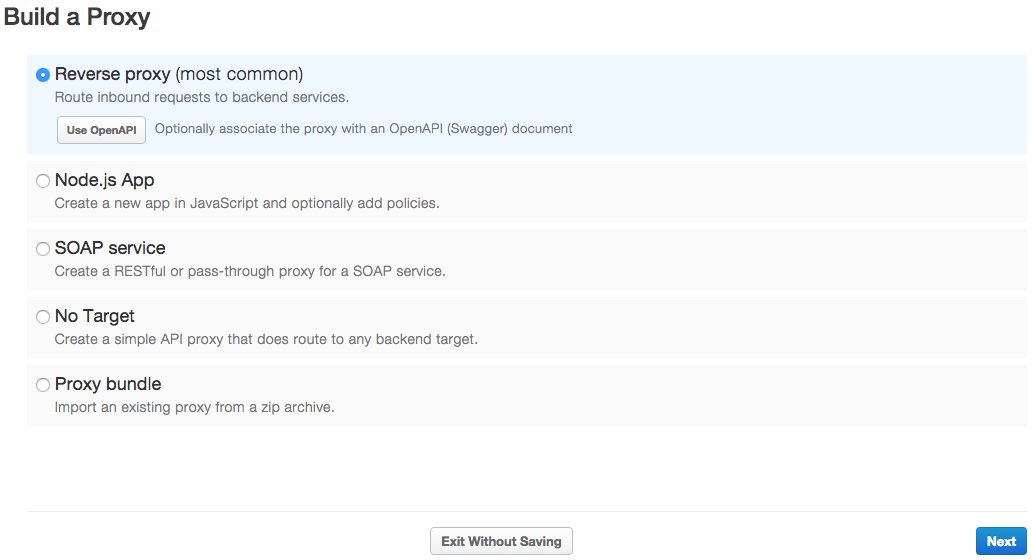 Build a Proxy
Reverse proxy (most common)
Route inbound requests to backend services.
Use OpenAPI Optionally associate the proxy with an OpenAPI (Swagger) document
Node.js App
Create a new app in JavaScript and optionally add policies.
SOAP service
Create a RESTful or pass-through proxy for a SOAP service.
No Target
Create a simple API proxy that does route to any backend target.
Proxy bundle
Import an existing proxy from a zip archive.
Exit Without Saving Next